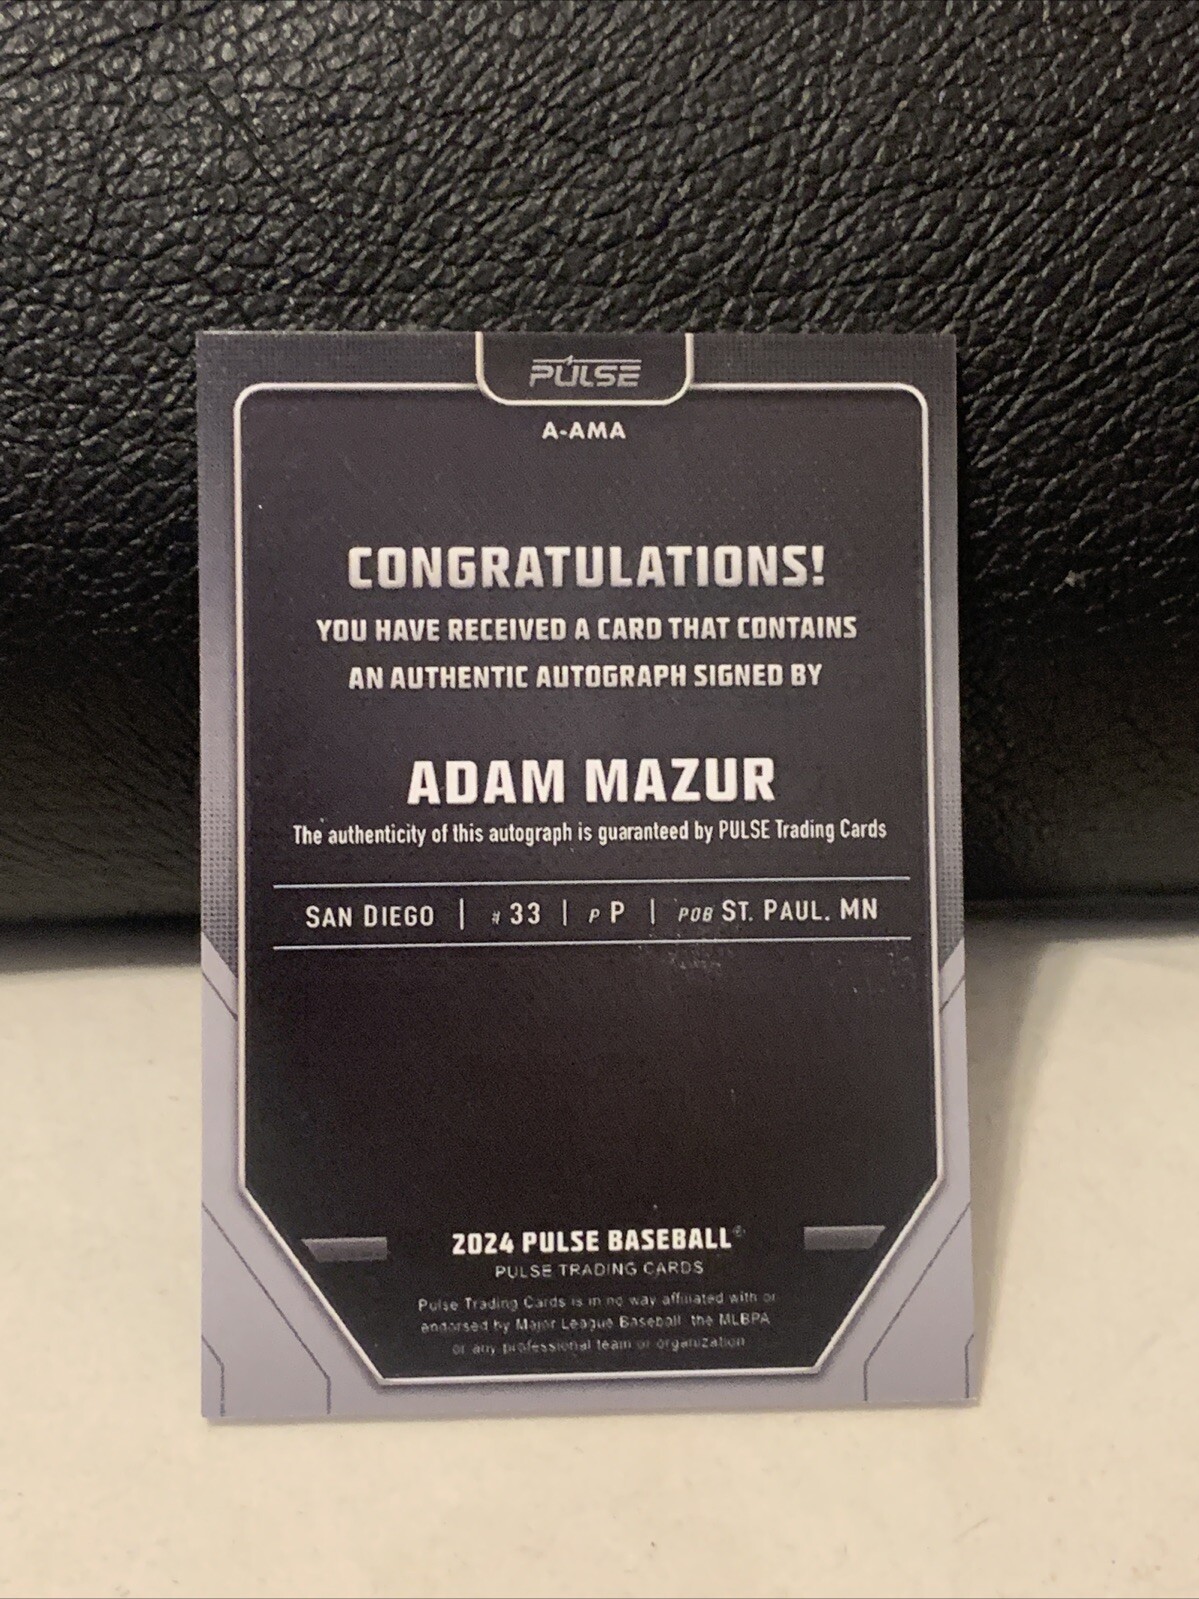 PULSE
A-AMA
CONGRATULATIONS!
YOU HAVE RECEIVED A CARD THAT CONTAINS
AN AUTHENTIC AUTOGRAPH SIGNED BY
ADAM MAZUR
The authenticity of this autograph is guaranteed by PULSE Trading Cards
SAN DIEGO | # 33 | P P | POB ST. PAUL, MN
2024 PULSE BASEBALL®
PULSE TRADING CARDS
Pulse Trading Cards is in no way affiliated with or
endorsed by Major League Baseball, the MLBPA
or any professional team or organization